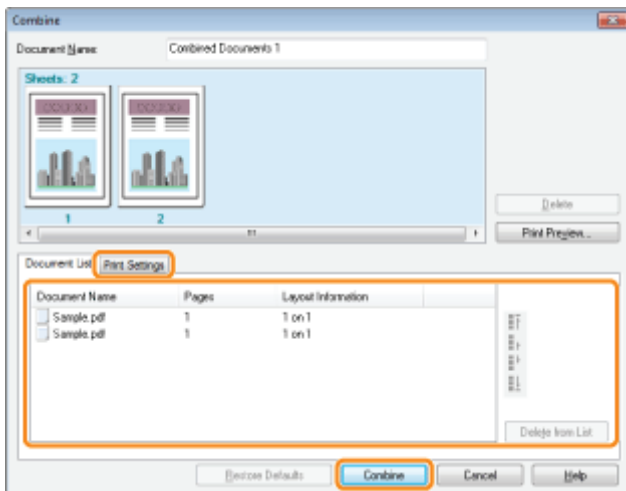 Combine
Document Name: Combined Documents 1
Sheets: 2
1 2
Delete
Print Preview...
Document List Print Settings
Document Name Pages Layout Information
Sample.pdf 1 1 on 1
Sample.pdf 1 1 on 1
Delete from List
Restore Defaults Combine Cancel Help